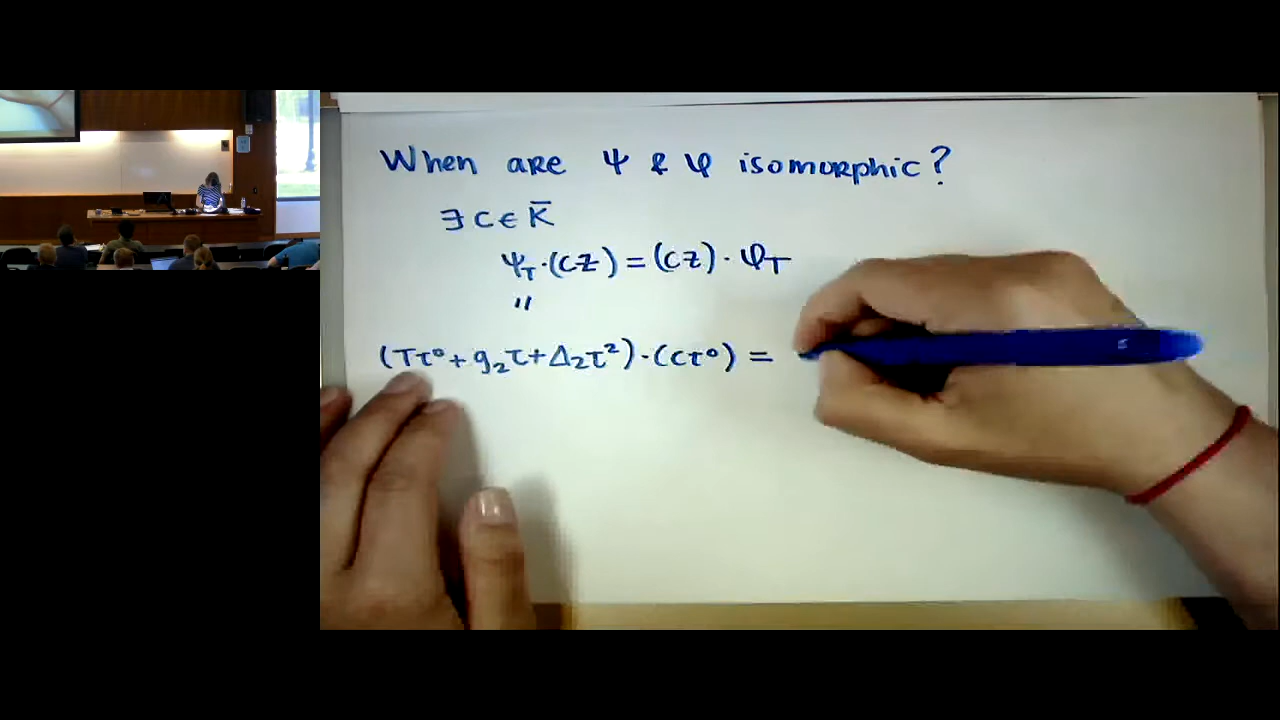 When are ψ & φ isomorphic?
∃ c ∈ K̄
ψ_T·(cz) = (cz)·φ_T
"
(Tτ⁰ + g₂τ + Δ₂τ²)·(cτ⁰) =